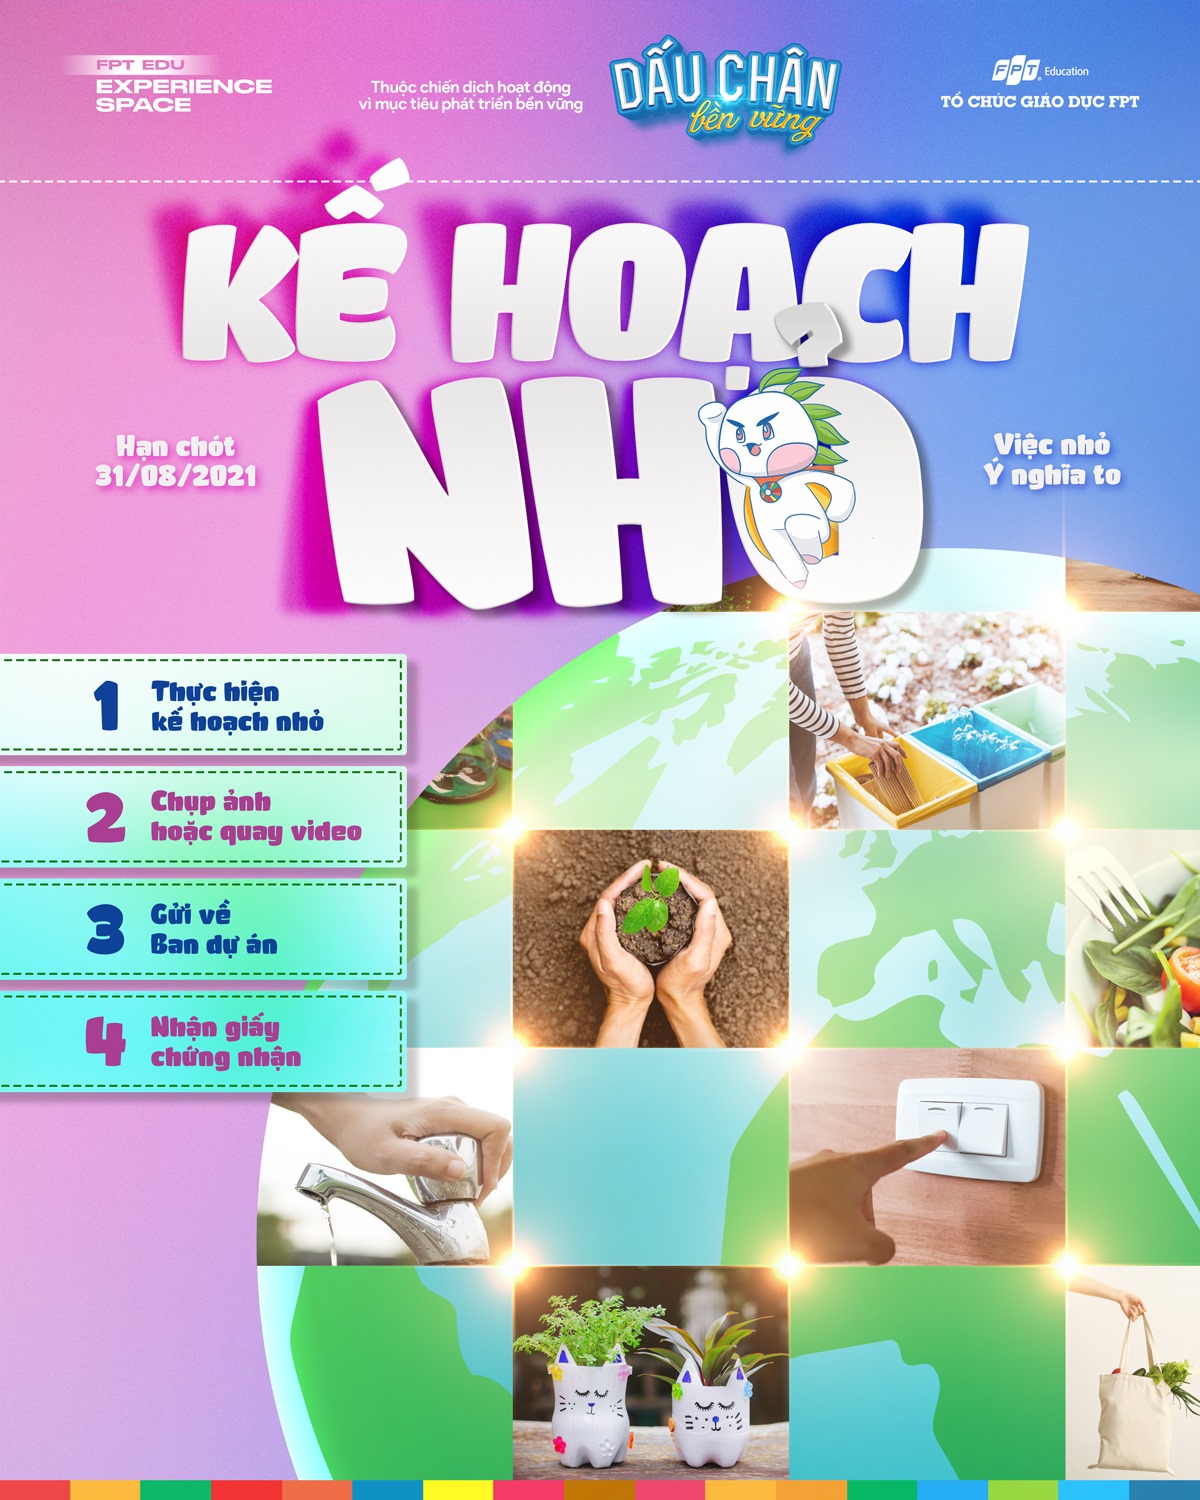 FPT EDU
EXPERIENCE
SPACE
Thuộc chiến dịch hoạt động
vì mục tiêu phát triển bền vững
DẤU CHÂN
bền vững
FPT Education
TỔ CHỨC GIÁO DỤC FPT
KẾ HOẠCH
NHỎ
Hạn chót
31/08/2021
Việc nhỏ
Ý nghĩa to
1 Thực hiện
kế hoạch nhỏ
2 Chụp ảnh
hoặc quay video
3 Gửi về
Ban dự án
4 Nhận giấy
chứng nhận